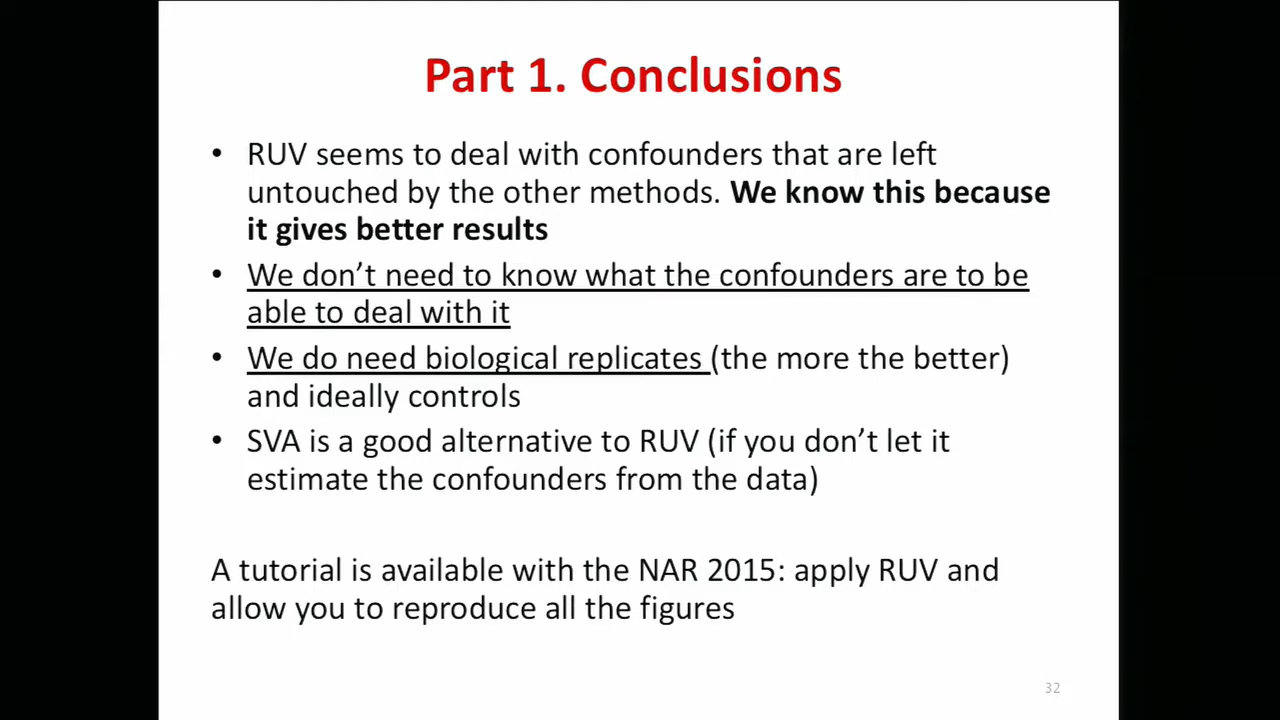 Part 1. Conclusions
• RUV seems to deal with confounders that are left
untouched by the other methods. We know this because
it gives better results
• We don’t need to know what the confounders are to be
able to deal with it
• We do need biological replicates (the more the better)
and ideally controls
• SVA is a good alternative to RUV (if you don’t let it
estimate the confounders from the data)
A tutorial is available with the NAR 2015: apply RUV and
allow you to reproduce all the figures
32